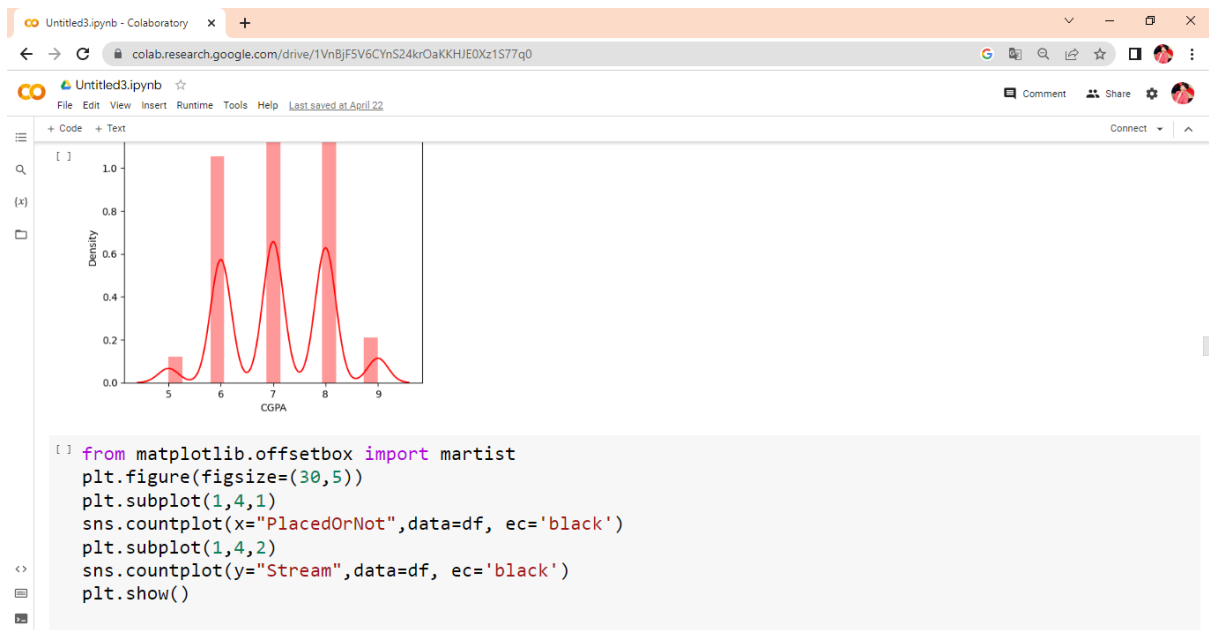 Untitled3.ipynb - Colaboratory
colab.research.google.com/drive/1VnBjF5V6CYnS24krOaKKHJE0Xz1S77q0
Untitled3.ipynb
File Edit View Insert Runtime Tools Help Last saved at April 22
Comment Share
+ Code + Text
Connect
[ ]
1.0
0.8
0.6
0.4
0.2
0.0
Density
5 6 7 8 9
CGPA
{x}
[ ] from matplotlib.offsetbox import martist
plt.figure(figsize=(30,5))
plt.subplot(1,4,1)
sns.countplot(x="PlacedOrNot",data=df, ec='black')
plt.subplot(1,4,2)
sns.countplot(y="Stream",data=df, ec='black')
plt.show()